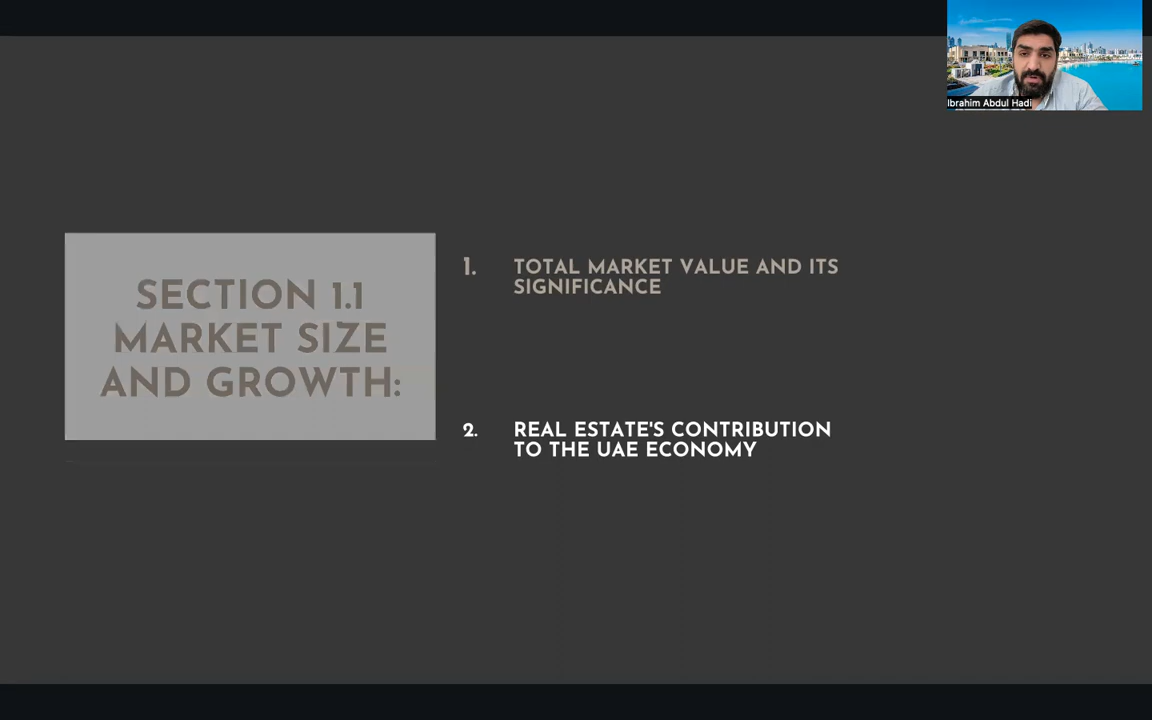 Ibrahim Abdul Hadi
SECTION 1.1
MARKET SIZE
AND GROWTH:
1. TOTAL MARKET VALUE AND ITS
SIGNIFICANCE
2. REAL ESTATE'S CONTRIBUTION
TO THE UAE ECONOMY